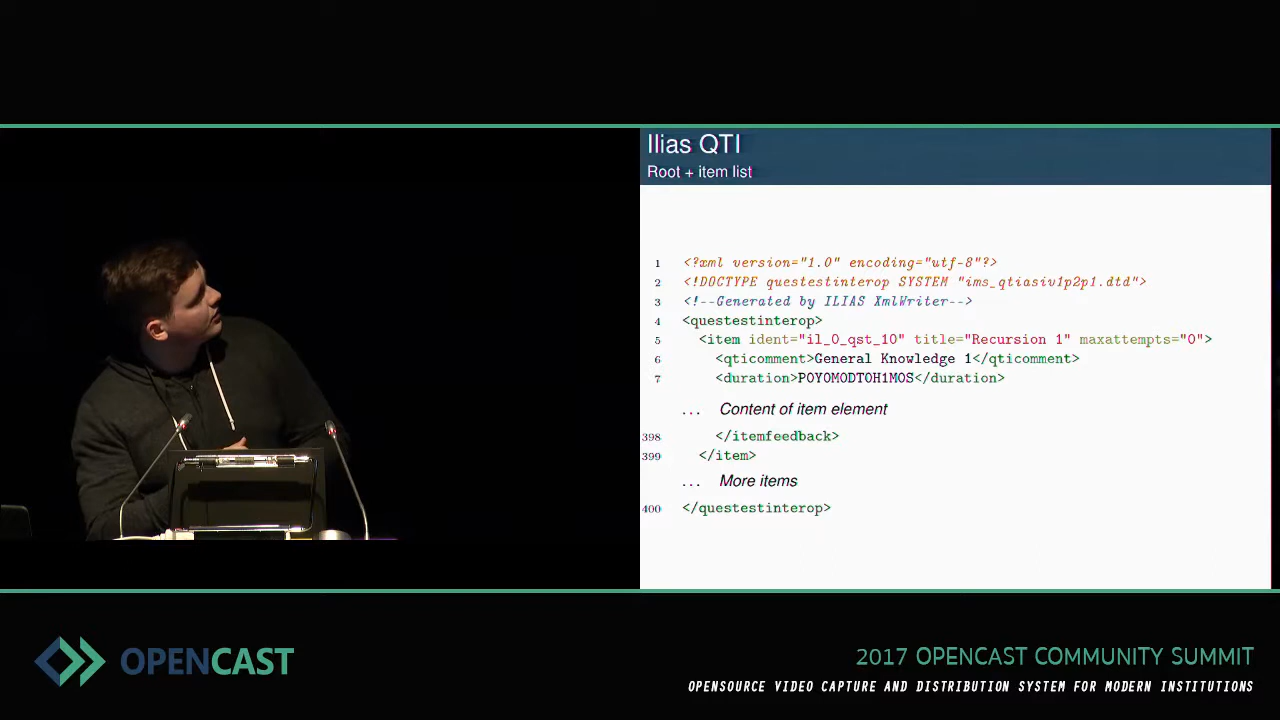 Ilias QTI
Root + item list
1 <?xml version="1.0" encoding="utf-8"?>
2 <!DOCTYPE questestinterop SYSTEM "ims_qtiasiv1p2p1.dtd">
3 <!--Generated by ILIAS XmlWriter-->
4 <questestinterop>
5 <item ident="il_0_qst_10" title="Recursion 1" maxattempts="0">
6 <qticomment>General Knowledge 1</qticomment>
7 <duration>P0Y0M0DT0H1M0S</duration>
... Content of item element
398 </itemfeedback>
399 </item>
... More items
400 </questestinterop>
OPENCAST
2017 OPENCAST COMMUNITY SUMMIT
OPENSOURCE VIDEO CAPTURE AND DISTRIBUTION SYSTEM FOR MODERN INSTITUTIONS